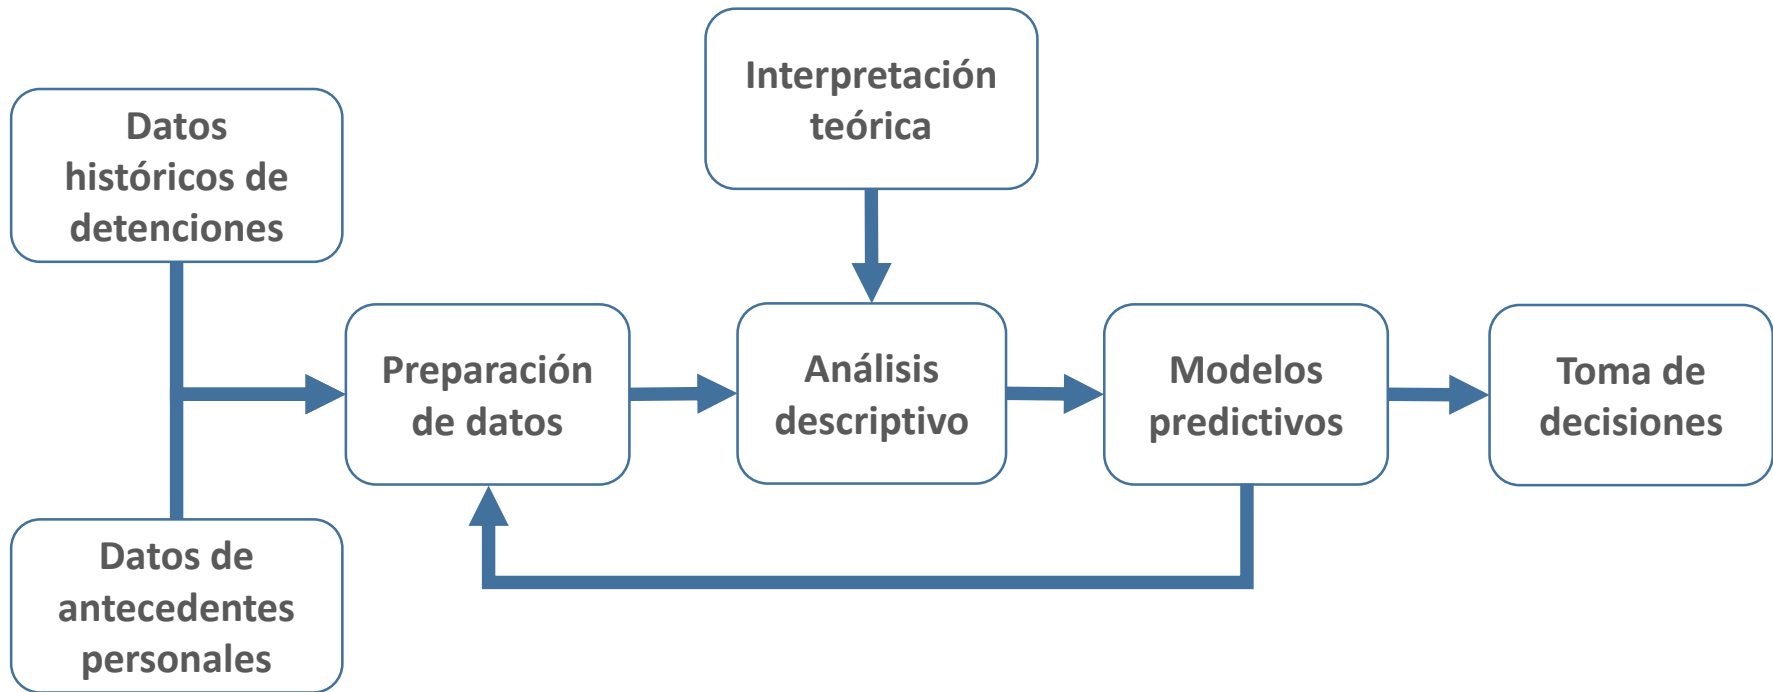 Interpretación
teórica
Datos
históricos de
detenciones
Preparación
de datos
Análisis
descriptivo
Modelos
predictivos
Toma de
decisiones
Datos de
antecedentes
personales